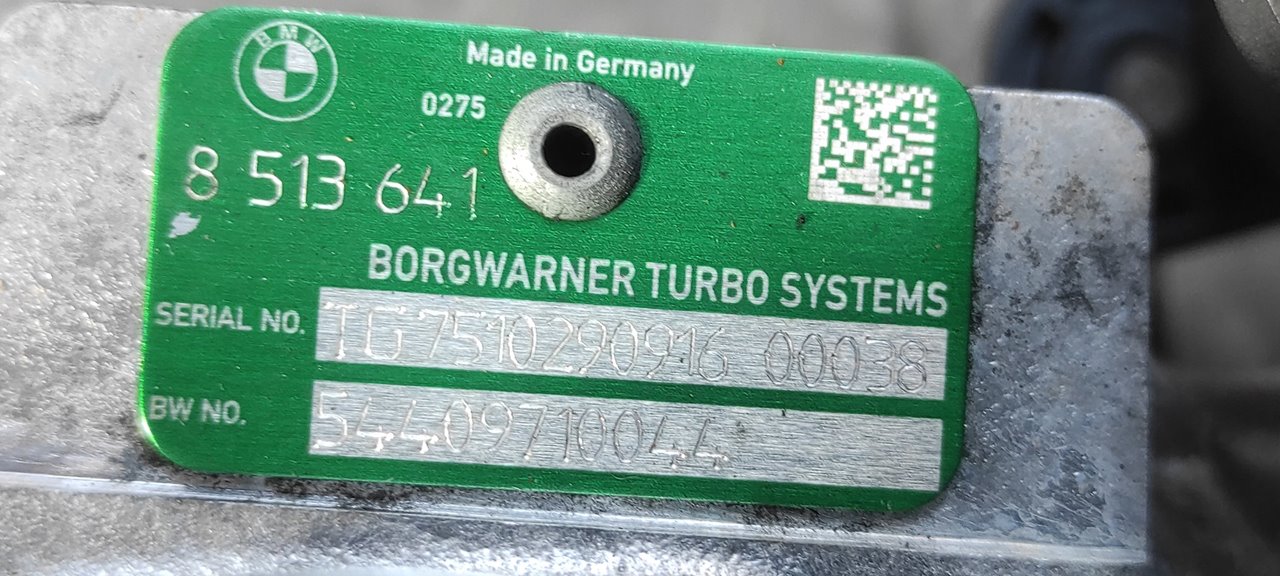 BMW
Made in Germany
0275
8 513 641
BORGWARNER TURBO SYSTEMS
SERIAL NO. TG7510290916 00038
BW NO. 54409710044